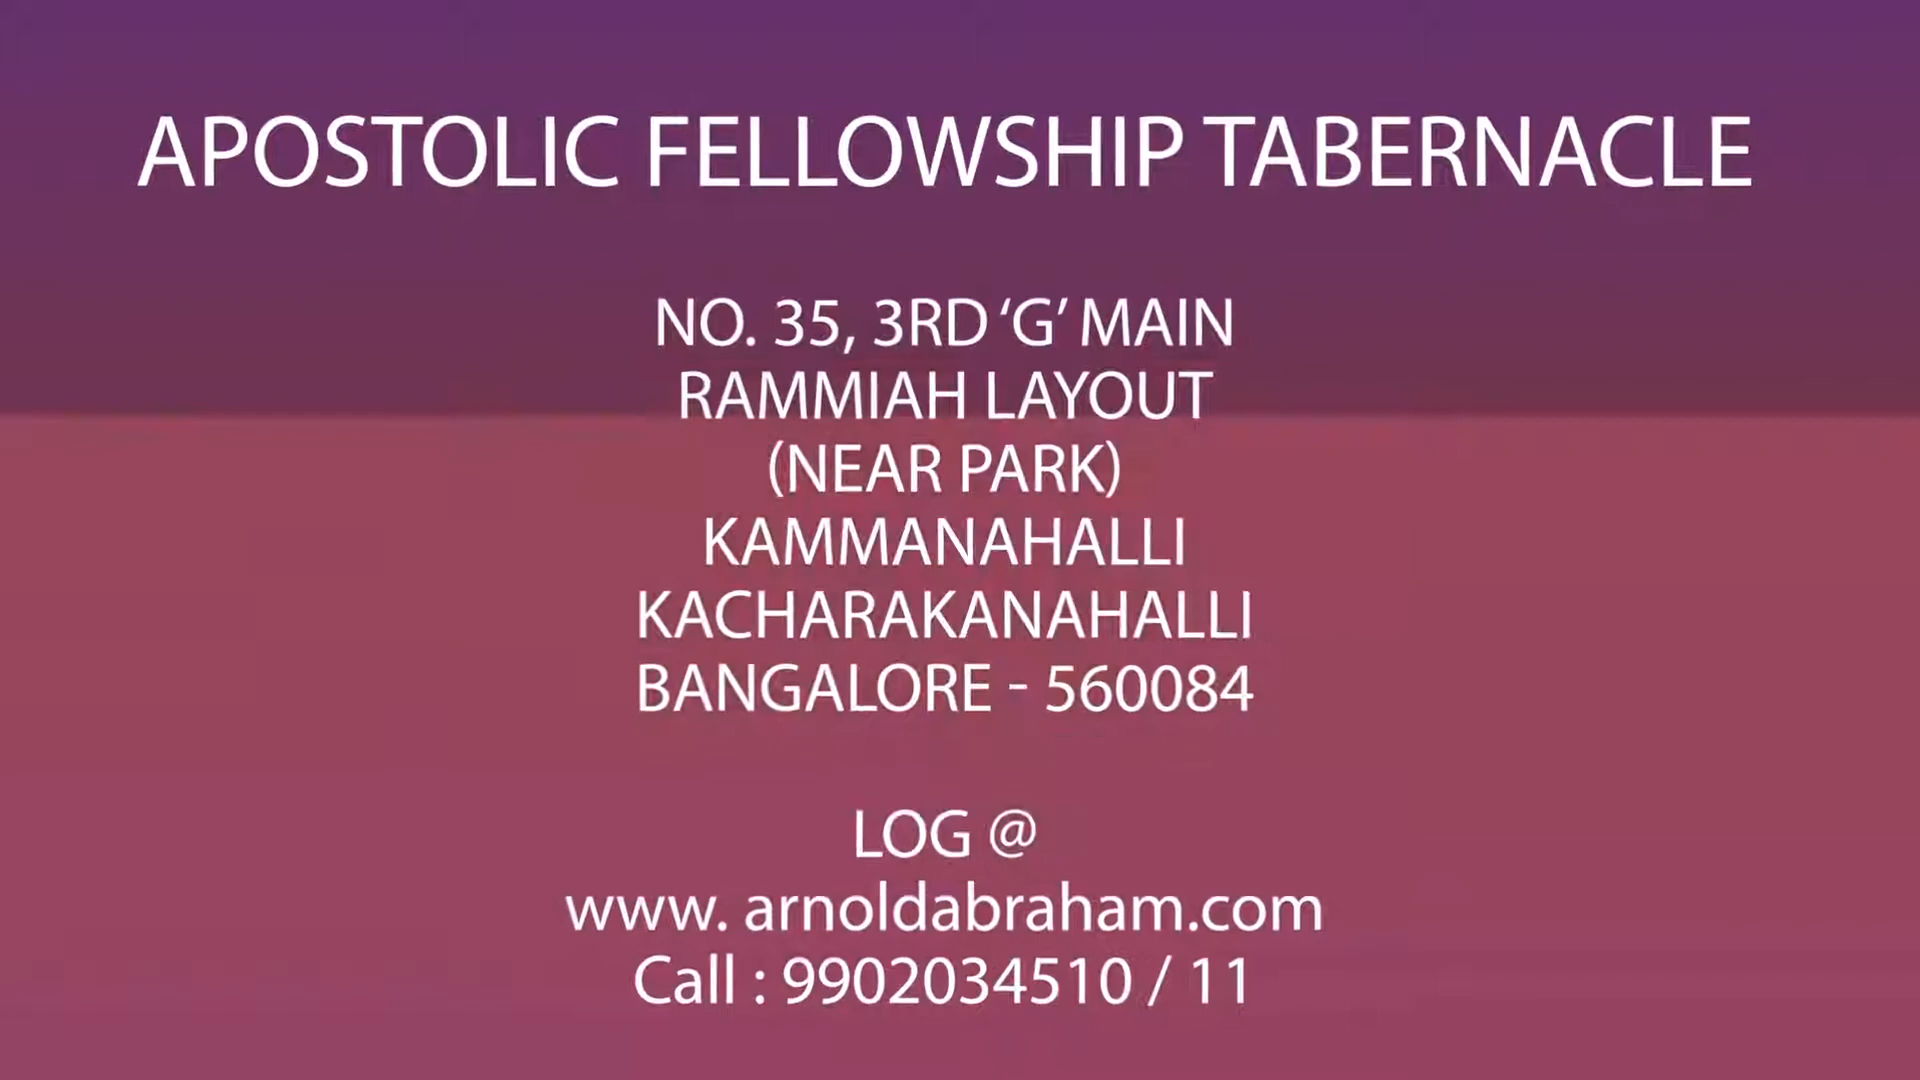 APOSTOLIC FELLOWSHIP TABERNACLE
NO. 35, 3RD ‘G’ MAIN
RAMMIAH LAYOUT
(NEAR PARK)
KAMMANAHALLI
KACHARAKANAHALLI
BANGALORE - 560084
LOG @
www. arnoldabraham.com
Call : 9902034510 / 11